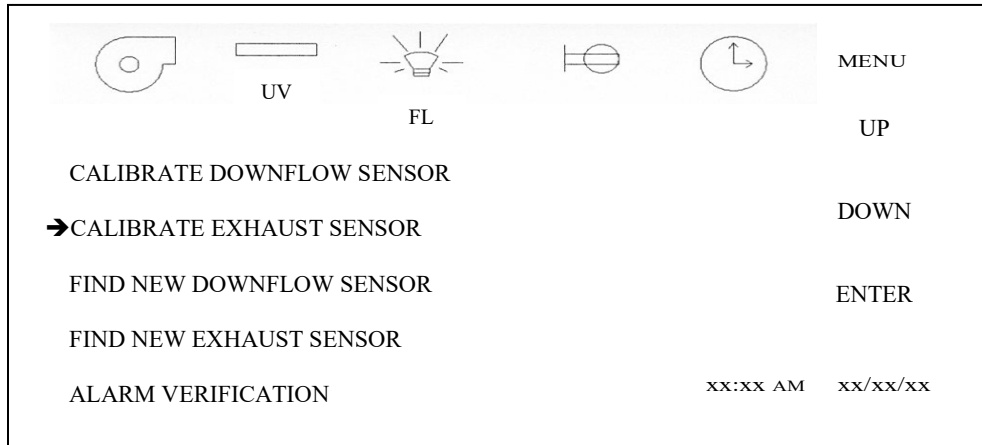 MENU
UV
FL
UP
CALIBRATE DOWNFLOW SENSOR
➔CALIBRATE EXHAUST SENSOR
DOWN
FIND NEW DOWNFLOW SENSOR
ENTER
FIND NEW EXHAUST SENSOR
ALARM VERIFICATION
xx:xx AM xx/xx/xx